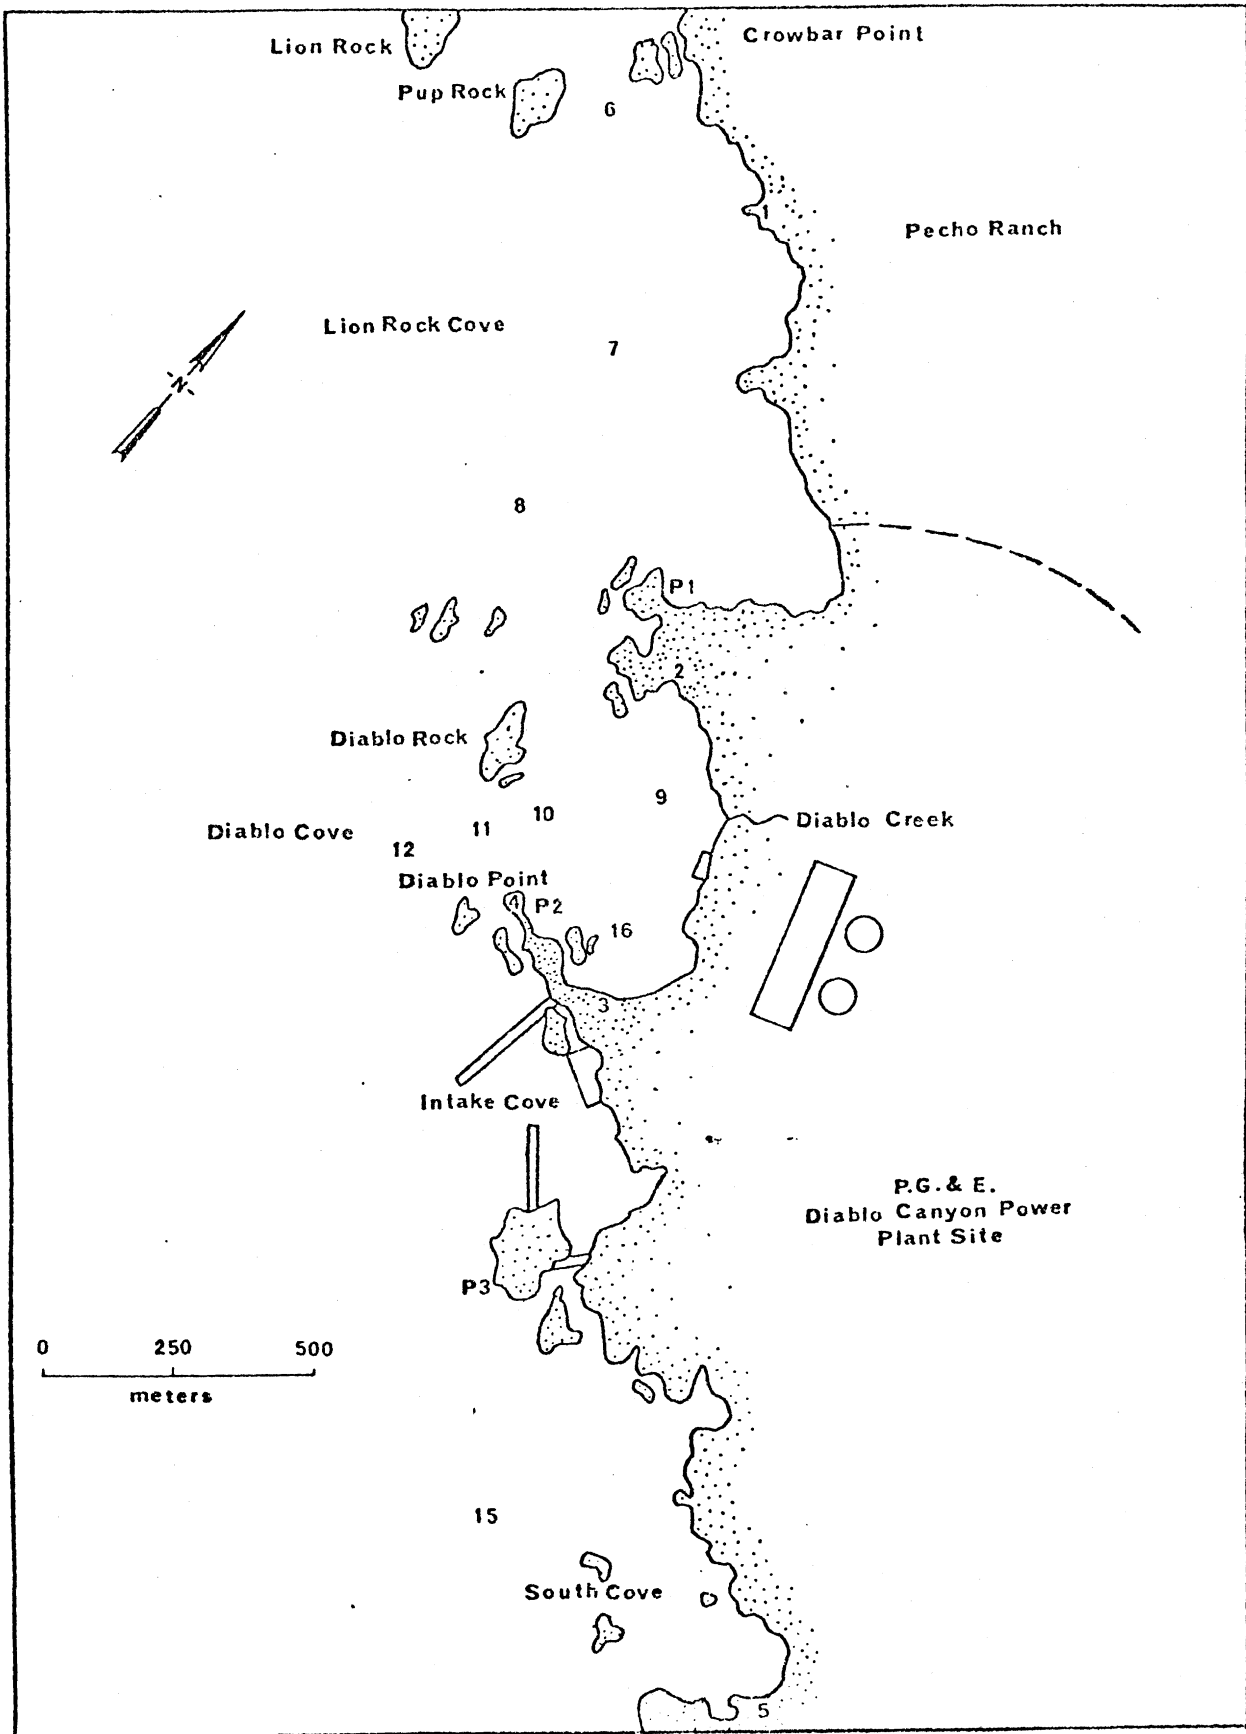 Lion Rock
Crowbar Point
Pup Rock
6
1
Pecho Ranch
Lion Rock Cove
7
N
8
P1
2
Diablo Rock
9
10
11
12
Diablo Cove
Diablo Creek
Diablo Point
4
P2
16
3
Intake Cove
P.G. & E.
Diablo Canyon Power
Plant Site
P3
0 250 500
meters
15
South Cove
5